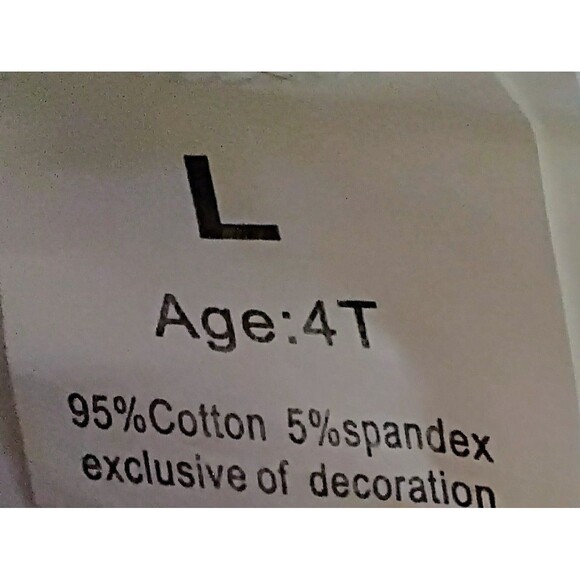 L
Age:4T
95%Cotton 5%spandex
exclusive of decoration